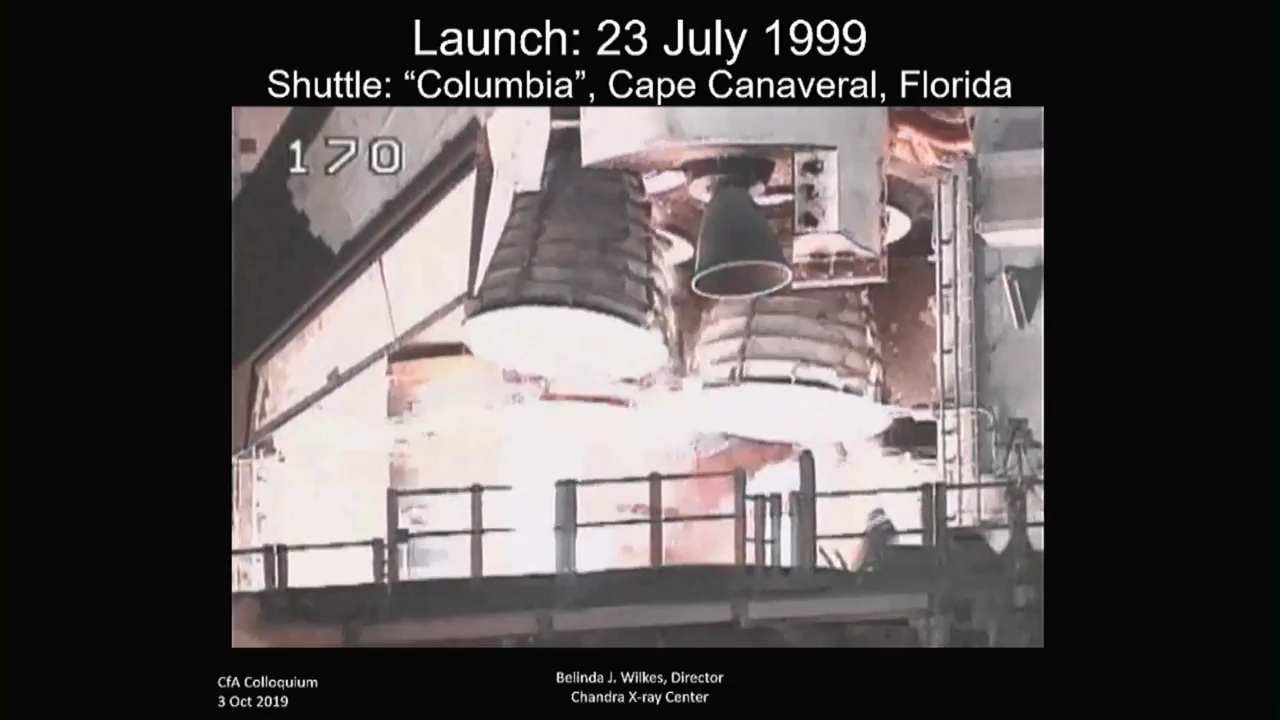 Launch: 23 July 1999
Shuttle: “Columbia”, Cape Canaveral, Florida
170
CfA Colloquium
3 Oct 2019
Belinda J. Wilkes, Director
Chandra X-ray Center